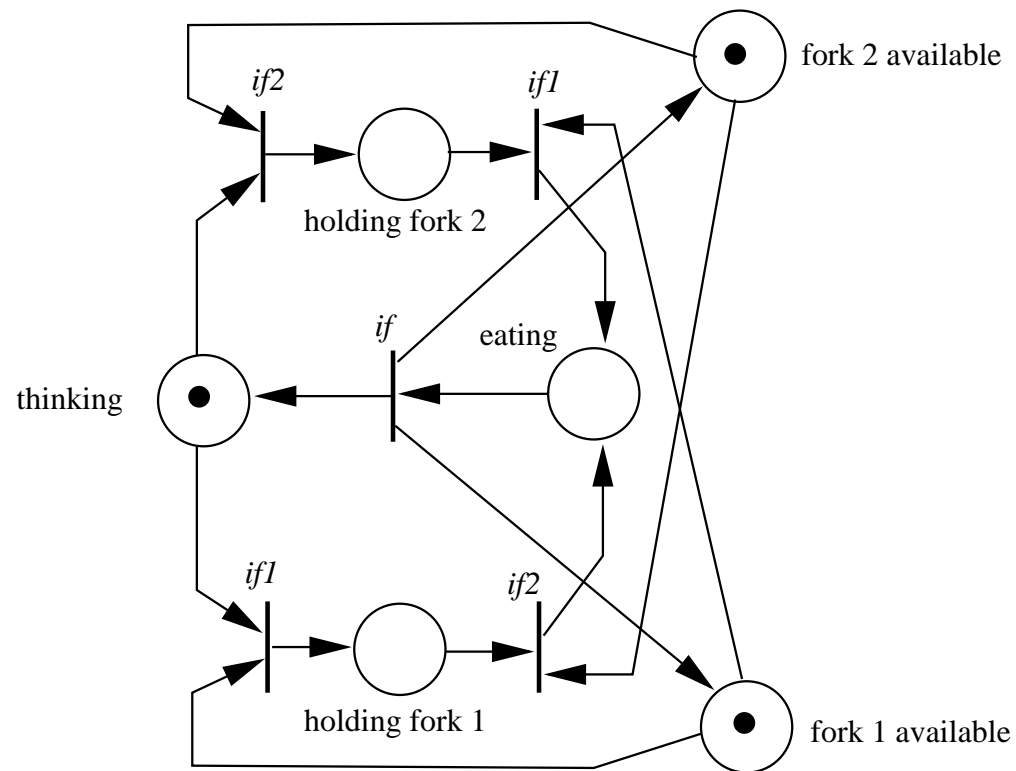 fork 2 available
if2
if1
holding fork 2
if
eating
thinking
if1
if2
holding fork 1
fork 1 available